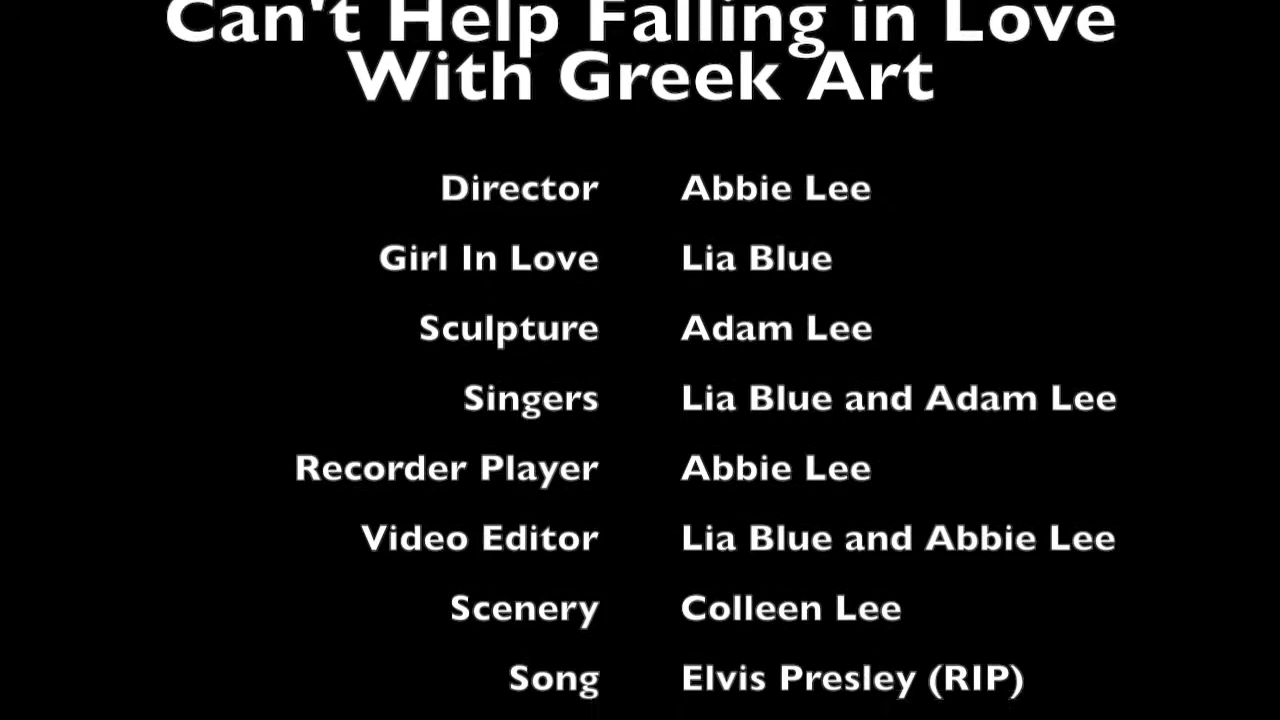 Can't Help Falling in Love
With Greek Art
Director Abbie Lee
Girl In Love Lia Blue
Sculpture Adam Lee
Singers Lia Blue and Adam Lee
Recorder Player Abbie Lee
Video Editor Lia Blue and Abbie Lee
Scenery Colleen Lee
Song Elvis Presley (RIP)